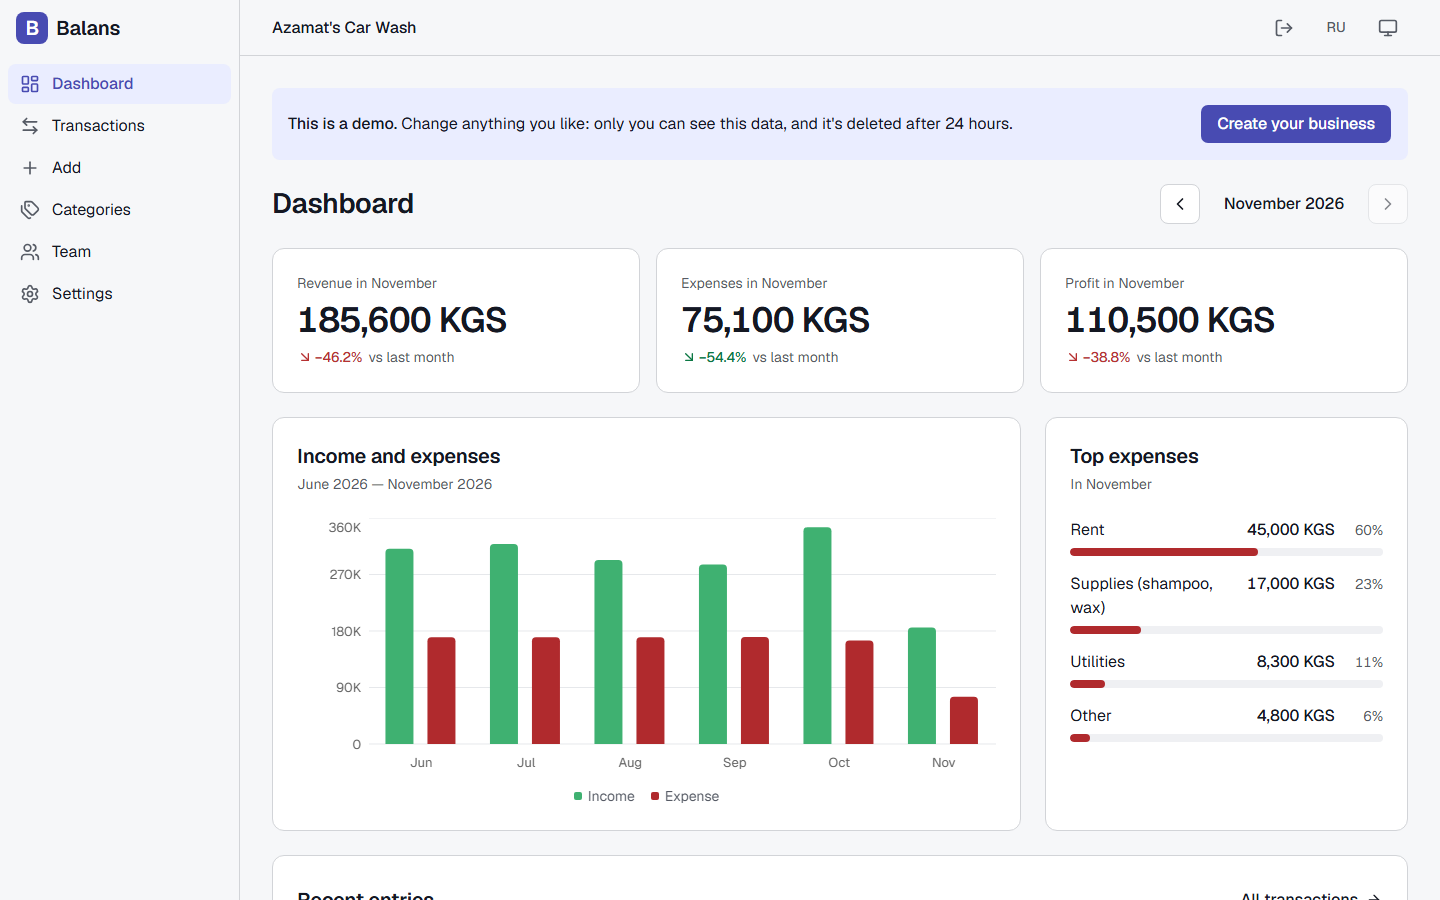 B Balans
Azamat's Car Wash
RU
Dashboard
Transactions
Add
Categories
Team
Settings
This is a demo. Change anything you like: only you can see this data, and it's deleted after 24 hours.
Create your business
Dashboard
November 2026
Revenue in November
185,600 KGS
−46.2% vs last month
Expenses in November
75,100 KGS
−54.4% vs last month
Profit in November
110,500 KGS
−38.8% vs last month
Income and expenses
June 2026 — November 2026
360K
270K
180K
90K
0
Jun Jul Aug Sep Oct Nov
Income Expense
Top expenses
In November
Rent 45,000 KGS 60%
Supplies (shampoo, 17,000 KGS 23%
wax)
Utilities 8,300 KGS 11%
Other 4,800 KGS 6%
Recent entries
All transactions